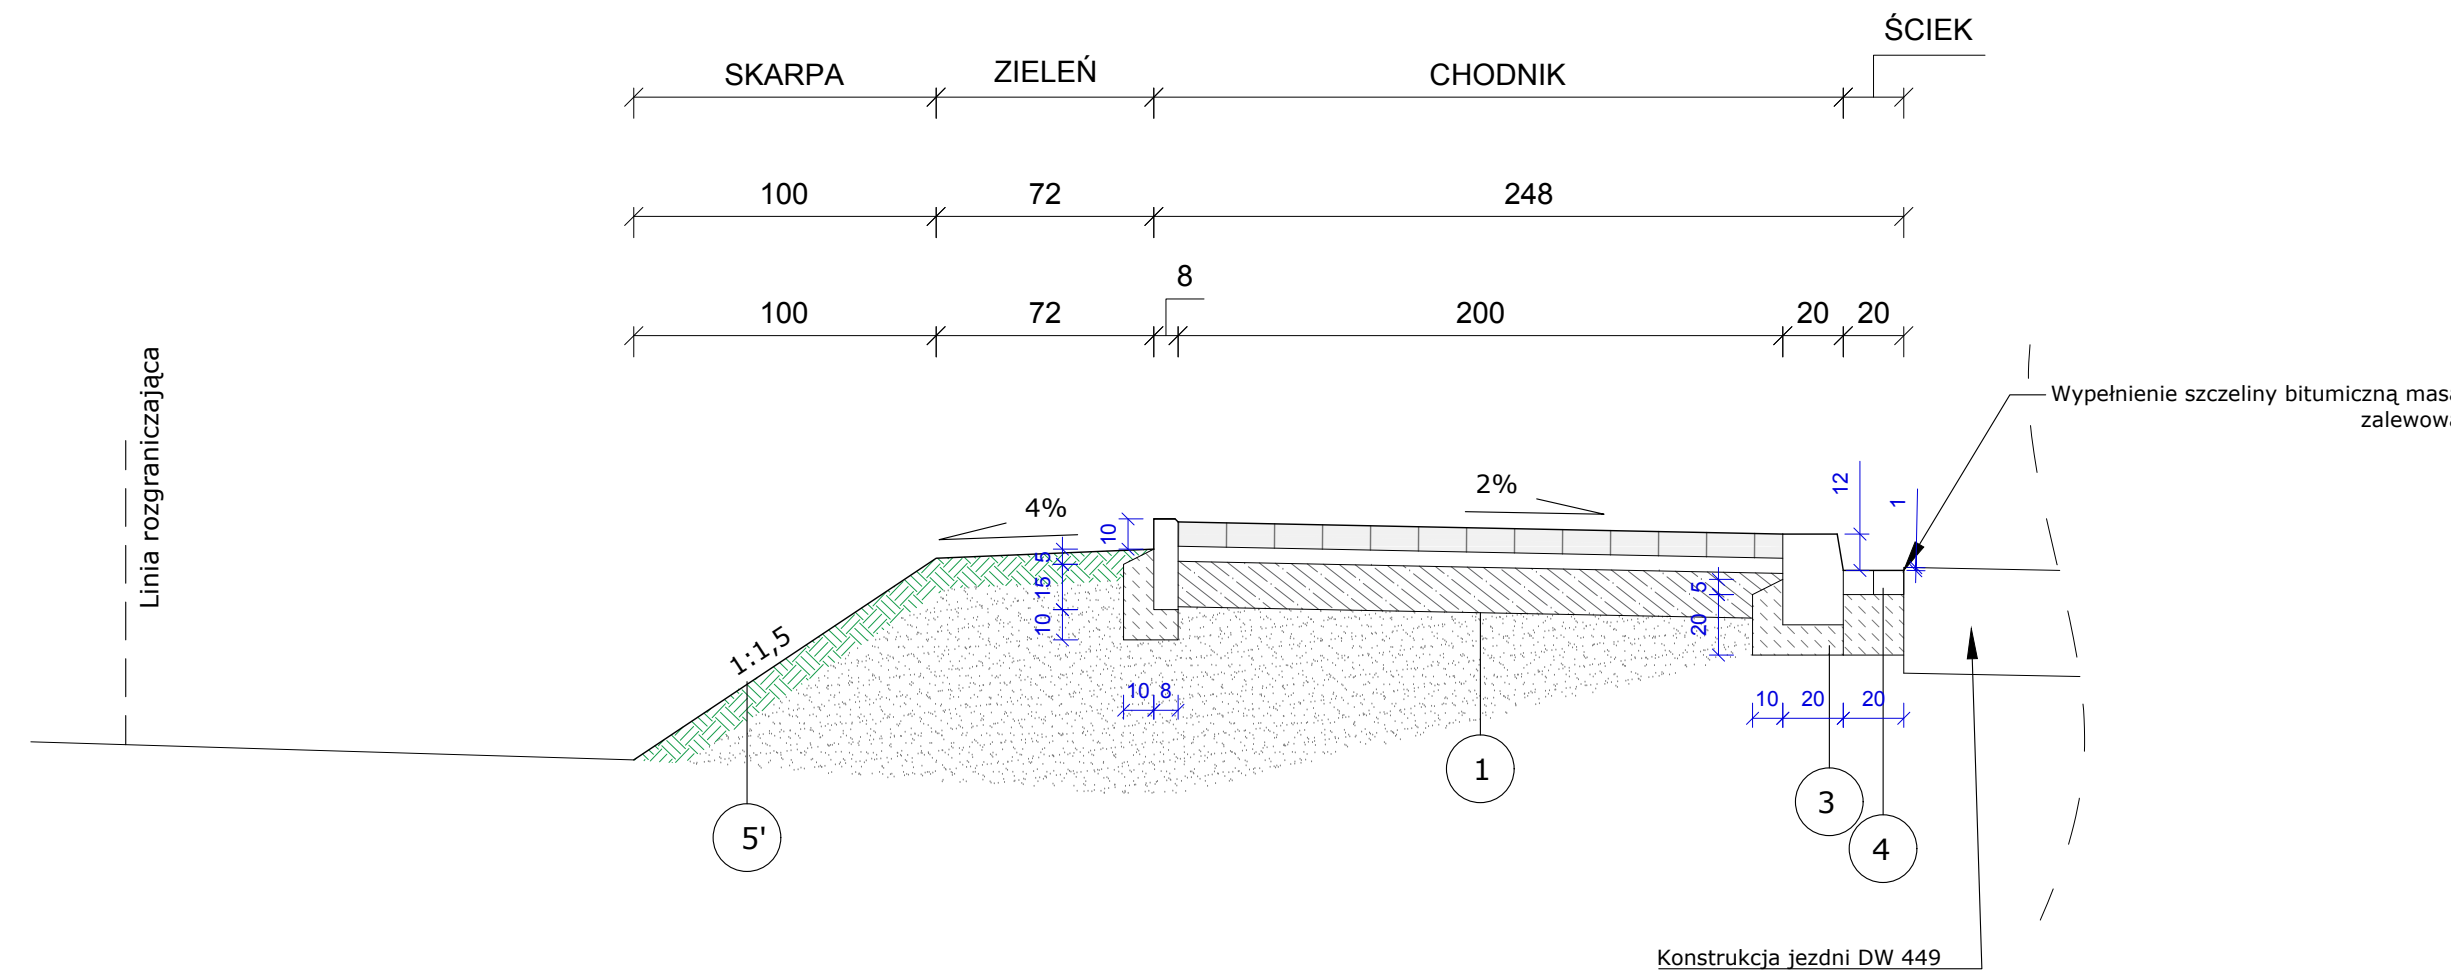 ŚCIEK
SKARPA ZIELEŃ CHODNIK
100 72 248
8
100 72 200 20 20
Linia rozgraniczająca
Wypełnienie szczeliny bitumiczną
2%
4%
12
1
10
5
15
10
5
20
1:1,5
10 8
10 20 20
1
3
5'
4
Konstrukcja jezdni DW 449